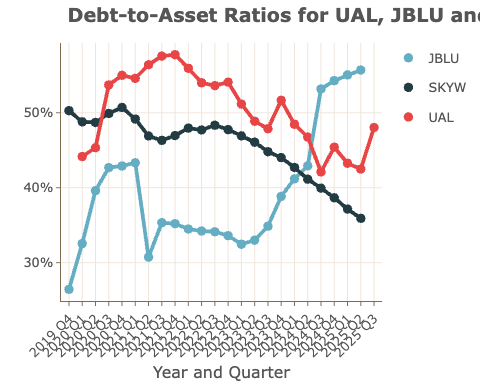 Debt-to-Asset Ratios for UAL, JBLU an
JBLU
SKYW
UAL
50%
40%
30%
2019 Q4
2020 Q1
2020 Q2
2020 Q3
2020 Q4
2021 Q1
2021 Q2
2021 Q3
2021 Q4
2022 Q1
2022 Q2
2022 Q3
2022 Q4
2023 Q1
2023 Q2
2023 Q3
2023 Q4
2024 Q1
2024 Q2
2024 Q3
2024 Q4
2025 Q1
2025 Q2
2025 Q3
Year and Quarter